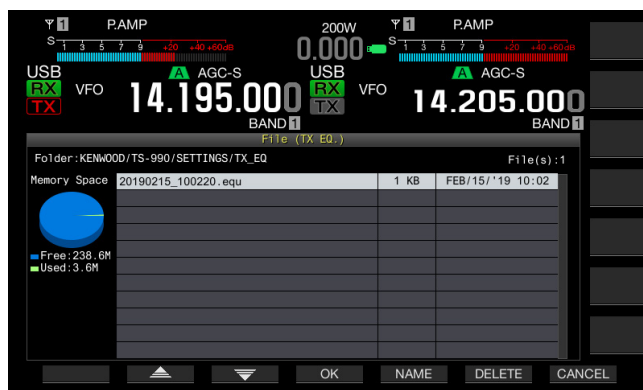 1 P.AMP 200W 1 P.AMP
S 1 3 5 7 9 +20 +40 +60dB 0.000 S 1 3 5 7 9 +20 +40 +60dB
USB A AGC-S USB A AGC-S
RX VFO 14.195.000 RX VFO 14.205.000
TX TX
BAND 1 BAND 1
File (TX EQ.)
Folder:KENWOOD/TS-990/SETTINGS/TX_EQ File(s):1
Memory Space 20190215_100220.equ 1 KB FEB/15/'19 10:02
Free:238.6M
Used:3.6M
OK NAME DELETE CANCEL